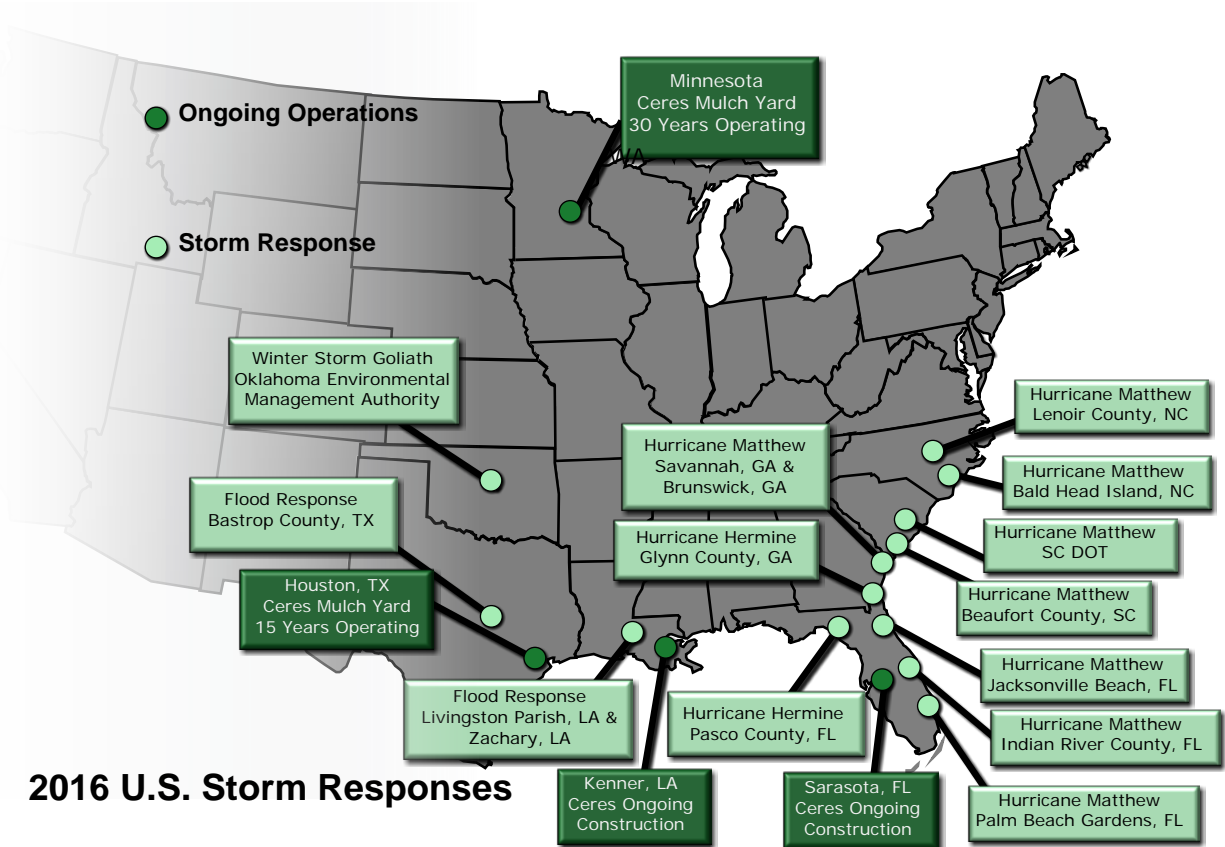 Minnesota
Ceres Mulch Yard
30 Years Operating
Ongoing Operations
Storm Response
Winter Storm Goliath
Oklahoma Environmental
Management Authority
Hurricane Matthew
Lenoir County, NC
Hurricane Matthew
Savannah, GA &
Brunswick, GA
Hurricane Matthew
Bald Head Island, NC
Flood Response
Bastrop County, TX
Hurricane Matthew
SC DOT
Hurricane Hermine
Glynn County, GA
Houston, TX
Ceres Mulch Yard
15 Years Operating
Hurricane Matthew
Beaufort County, SC
Hurricane Matthew
Jacksonville Beach, FL
Flood Response
Livingston Parish, LA &
Zachary, LA
Hurricane Hermine
Pasco County, FL
Hurricane Matthew
Indian River County, FL
2016 U.S. Storm Responses
Kenner, LA
Ceres Ongoing
Construction
Sarasota, FL
Ceres Ongoing
Construction
Hurricane Matthew
Palm Beach Gardens, FL